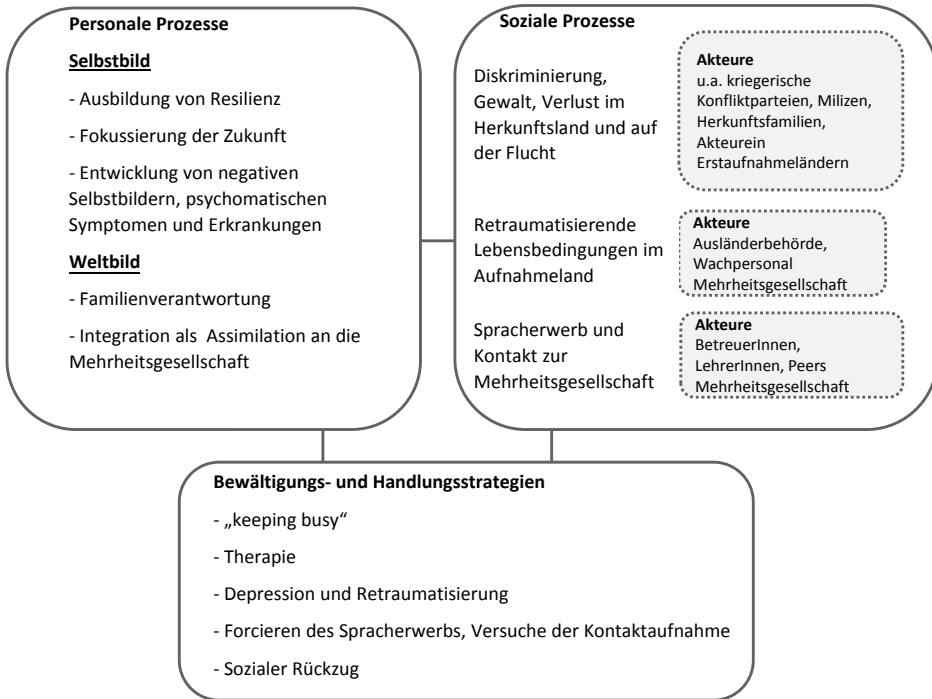 Personale Prozesse
Selbstbild
- Ausbildung von Resilienz
- Fokussierung der Zukunft
- Entwicklung von negativen
Selbstbildern, psychomatischen
Symptomen und Erkrankungen
Weltbild
- Familienverantwortung
- Integration als Assimilation an die
Mehrheitsgesellschaft
Soziale Prozesse
Diskriminierung,
Gewalt, Verlust im
Herkunftsland und auf
der Flucht
Akteure
u.a. kriegerische
Konfliktparteien, Milizen,
Herkunftsfamilien,
Akteurein
Erstaufnahmeländern
Retraumatisierende
Lebensbedingungen im
Aufnahmeland
Akteure
Ausländerbehörde,
Wachpersonal
Mehrheitsgesellschaft
Spracherwerb und
Kontakt zur
Mehrheitsgesellschaft
Akteure
BetreuerInnen,
LehrerInnen, Peers
Mehrheitsgesellschaft
Bewältigungs- und Handlungsstrategien
- „keeping busy“
- Therapie
- Depression und Retraumatisierung
- Forcieren des Spracherwerbs, Versuche der Kontaktaufnahme
- Sozialer Rückzug